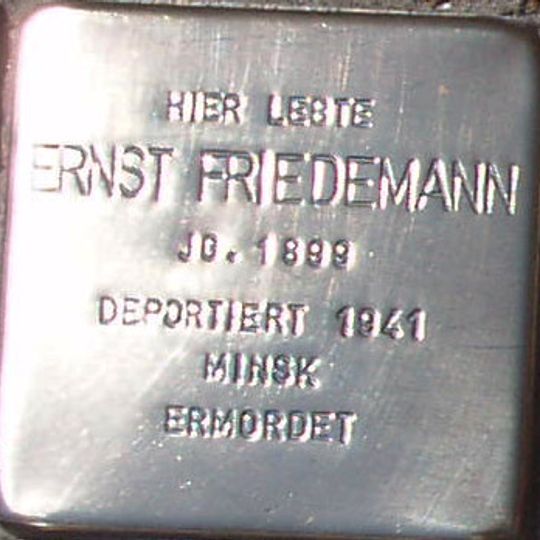 HIER LEBTE
ERNST FRIEDEMANN
JG. 1899
DEPORTIERT 1941
MINSK
ERMORDET